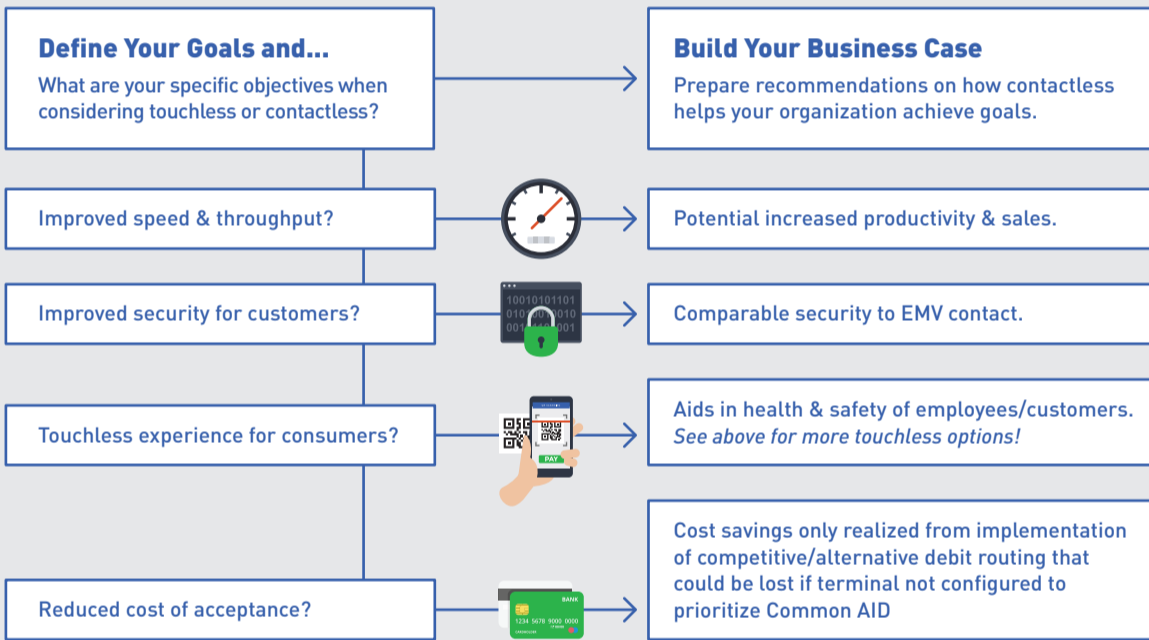 Define Your Goals and...
What are your specific objectives when
considering touchless or contactless?
Build Your Business Case
Prepare recommendations on how contactless
helps your organization achieve goals.
Improved speed & throughput?
Potential increased productivity & sales.
Improved security for customers?
10010101101
Comparable security to EMV contact.
Touchless experience for consumers?
PAY
Aids in health & safety of employees/customers.
See above for more touchless options!
Reduced cost of acceptance?
BANK
1234 5678 9000 0000
Cost savings only realized from implementation
of competitive/alternative debit routing that
could be lost if terminal not configured to
prioritize Common AID